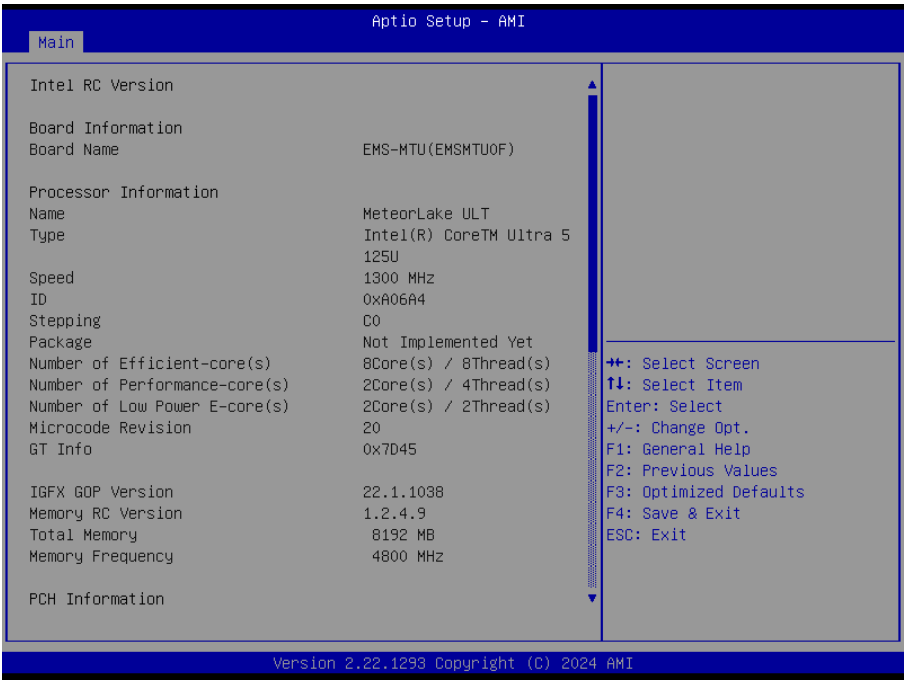 Aptio Setup - AMI
Main
Intel RC Version
Board Information
Board Name EMS-MTU(EMSMTU0F)
Processor Information
Name MeteorLake ULT
Type Intel(R) CoreTM Ultra 5
125U
Speed 1300 MHz
ID 0xA06A4
Stepping C0
Package Not Implemented Yet
Number of Efficient-core(s) 8Core(s) / 8Thread(s)
Number of Performance-core(s) 2Core(s) / 4Thread(s)
Number of Low Power E-core(s) 2Core(s) / 2Thread(s)
Microcode Revision 20
GT Info 0x7D45
IGFX GOP Version 22.1.1038
Memory RC Version 1.2.4.9
Total Memory 8192 MB
Memory Frequency 4800 MHz
PCH Information
→←: Select Screen
↑↓: Select Item
Enter: Select
+/-: Change Opt.
F1: General Help
F2: Previous Values
F3: Optimized Defaults
F4: Save & Exit
ESC: Exit
Version 2.22.1293 Copyright (C) 2024 AMI